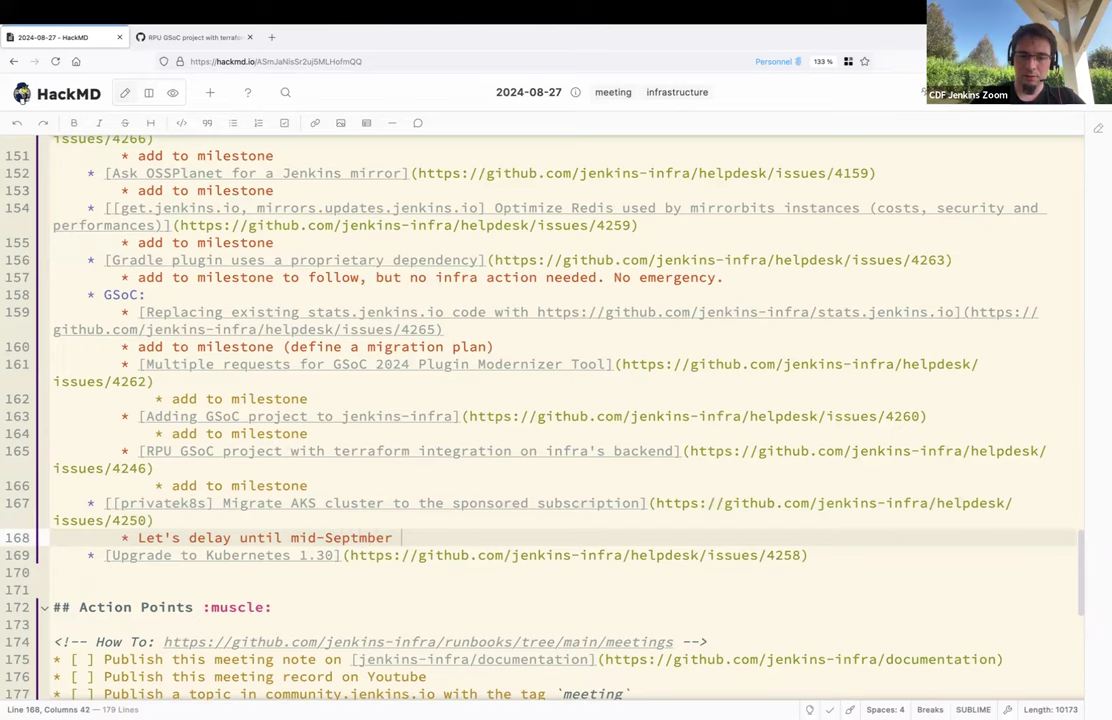 2024-08-27 - HackMD
RPU GSoC project with terrafor
https://hackmd.io/ASmJaNisSr2uj5MLHofmQQ
Personnel
133 %
CDF Jenkins Zoom
HackMD
2024-08-27
meeting
infrastructure
issues/4266)
151 * add to milestone
152 * [Ask OSSPlanet for a Jenkins mirror](https://github.com/jenkins-infra/helpdesk/issues/4159)
153 * add to milestone
154 * [[get.jenkins.io, mirrors.updates.jenkins.io] Optimize Redis used by mirrorbits instances (costs, security and
performances)](https://github.com/jenkins-infra/helpdesk/issues/4259)
155 * add to milestone
156 * [Gradle plugin uses a proprietary dependency](https://github.com/jenkins-infra/helpdesk/issues/4263)
157 * add to milestone to follow, but no infra action needed. No emergency.
158 * GSoC:
159 * [Replacing existing stats.jenkins.io code with https://github.com/jenkins-infra/stats.jenkins.io](https://
github.com/jenkins-infra/helpdesk/issues/4265)
160 * add to milestone (define a migration plan)
161 * [Multiple requests for GSoC 2024 Plugin Modernizer Tool](https://github.com/jenkins-infra/helpdesk/
issues/4262)
162 * add to milestone
163 * [Adding GSoC project to jenkins-infra](https://github.com/jenkins-infra/helpdesk/issues/4260)
164 * add to milestone
165 * [RPU GSoC project with terraform integration on infra's backend](https://github.com/jenkins-infra/helpdesk/
issues/4246)
166 * add to milestone
167 * [[privatek8s] Migrate AKS cluster to the sponsored subscription](https://github.com/jenkins-infra/helpdesk/
issues/4250)
168 * Let's delay until mid-Septmber
169 * [Upgrade to Kubernetes 1.30](https://github.com/jenkins-infra/helpdesk/issues/4258)
170
171
172 ## Action Points :muscle:
173
174 <!-- How To: https://github.com/jenkins-infra/runbooks/tree/main/meetings -->
175 * [ ] Publish this meeting note on [jenkins-infra/documentation](https://github.com/jenkins-infra/documentation)
176 * [ ] Publish this meeting record on Youtube
177 * [ ] Publish a topic in community.jenkins.io with the tag `meeting`
Line 168, Columns 42 — 179 Lines
Spaces: 4
Breaks
SUBLIME
Length: 10173